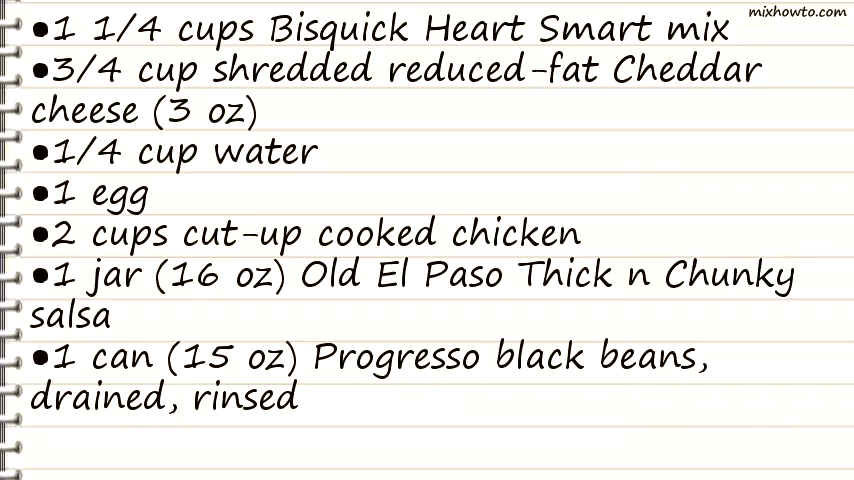 mixhowto.com
•1 1/4 cups Bisquick Heart Smart mix
•3/4 cup shredded reduced-fat Cheddar
cheese (3 oz)
•1/4 cup water
•1 egg
•2 cups cut-up cooked chicken
•1 jar (16 oz) Old El Paso Thick n Chunky
salsa
•1 can (15 oz) Progresso black beans,
drained, rinsed